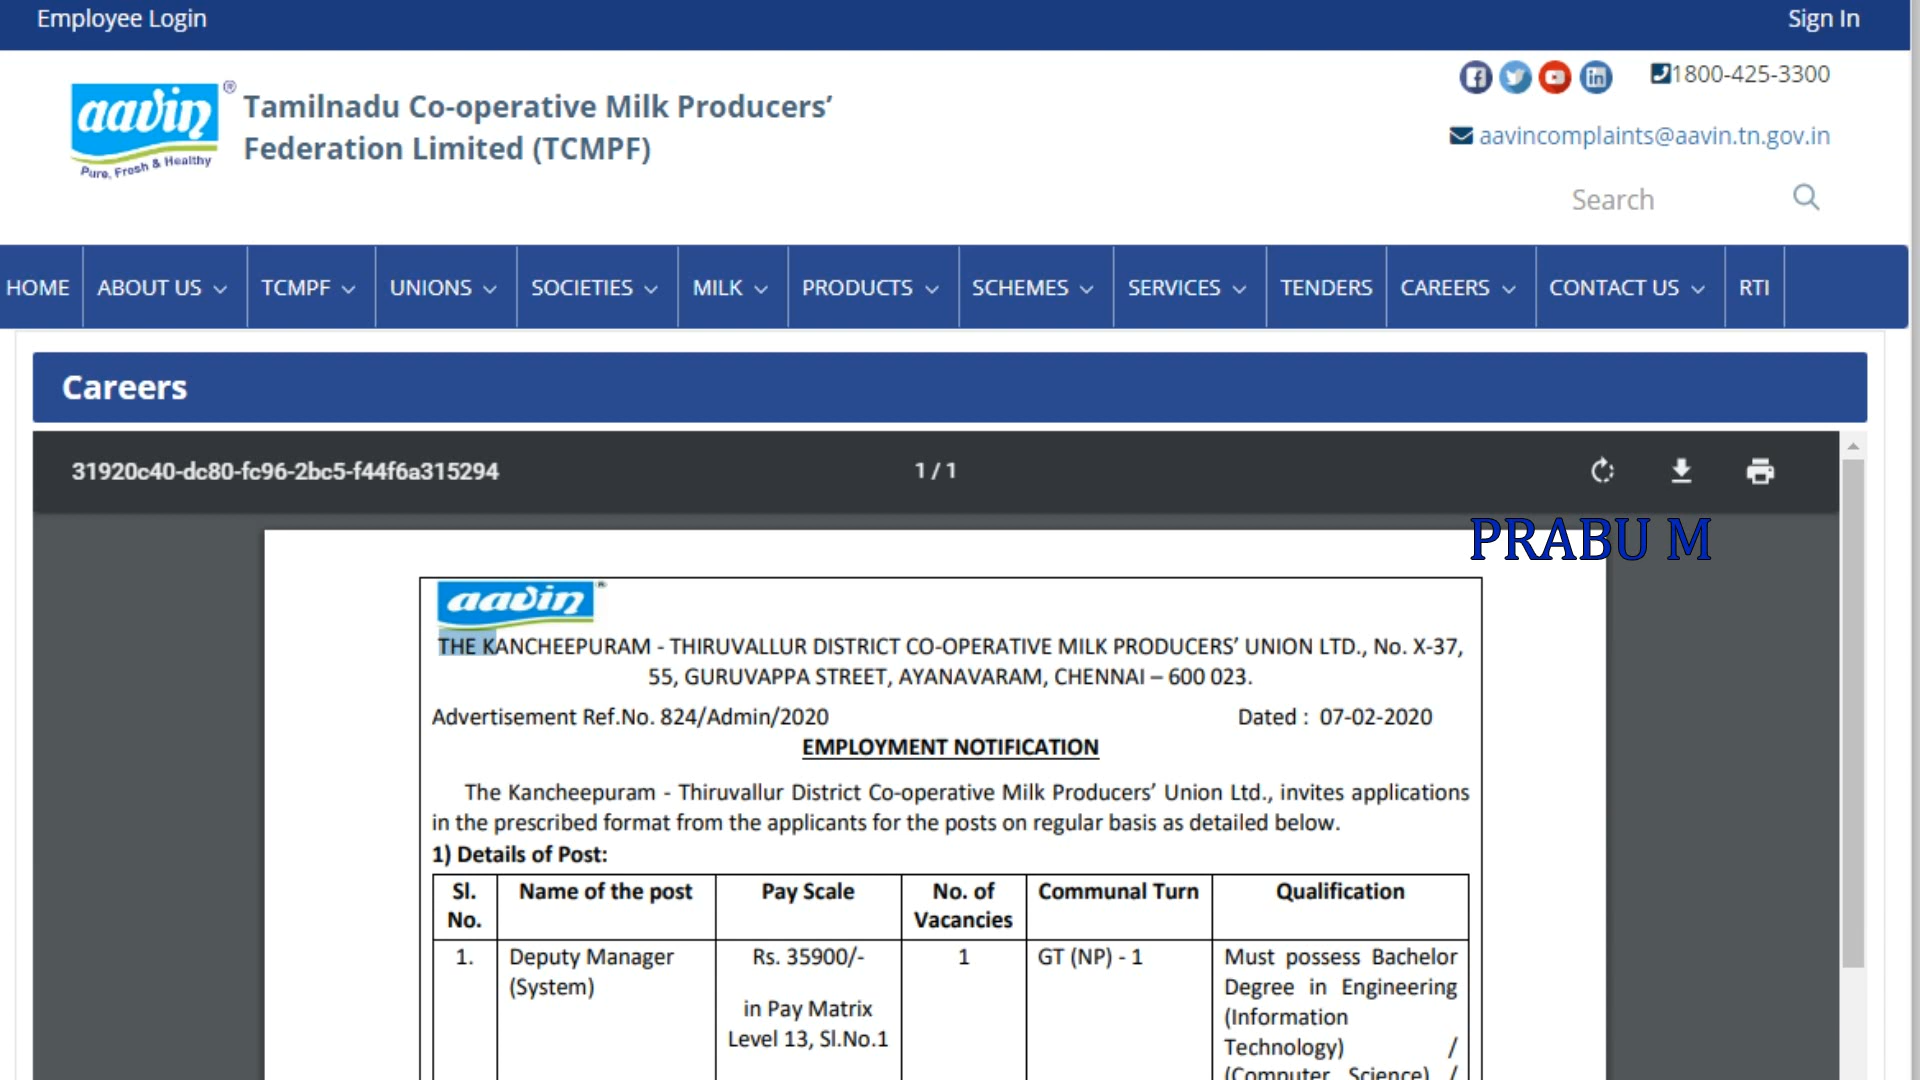 Employee Login
Sign In
aavin ®
Pure, Fresh & Healthy
Tamilnadu Co-operative Milk Producers’
Federation Limited (TCMPF)
1800-425-3300
aavincomplaints@aavin.tn.gov.in
Search
HOME ABOUT US TCMPF UNIONS SOCIETIES MILK PRODUCTS SCHEMES SERVICES TENDERS CAREERS CONTACT US RTI
Careers
31920c40-dc80-fc96-2bc5-f44f6a315294 1 / 1
PRABU M
aavin ®
THE KANCHEEPURAM - THIRUVALLUR DISTRICT CO-OPERATIVE MILK PRODUCERS’ UNION LTD., No. X-37,
55, GURUVAPPA STREET, AYANAVARAM, CHENNAI – 600 023.
Advertisement Ref.No. 824/Admin/2020 Dated : 07-02-2020
EMPLOYMENT NOTIFICATION
The Kancheepuram - Thiruvallur District Co-operative Milk Producers’ Union Ltd., invites applications
in the prescribed format from the applicants for the posts on regular basis as detailed below.
1) Details of Post:
Sl. No. Name of the post Pay Scale No. of Vacancies Communal Turn Qualification
1. Deputy Manager (System) Rs. 35900/- in Pay Matrix Level 13, Sl.No.1 1 GT (NP) - 1 Must possess Bachelor
Degree in Engineering
(Information
Technology) /
(Computer Science) /